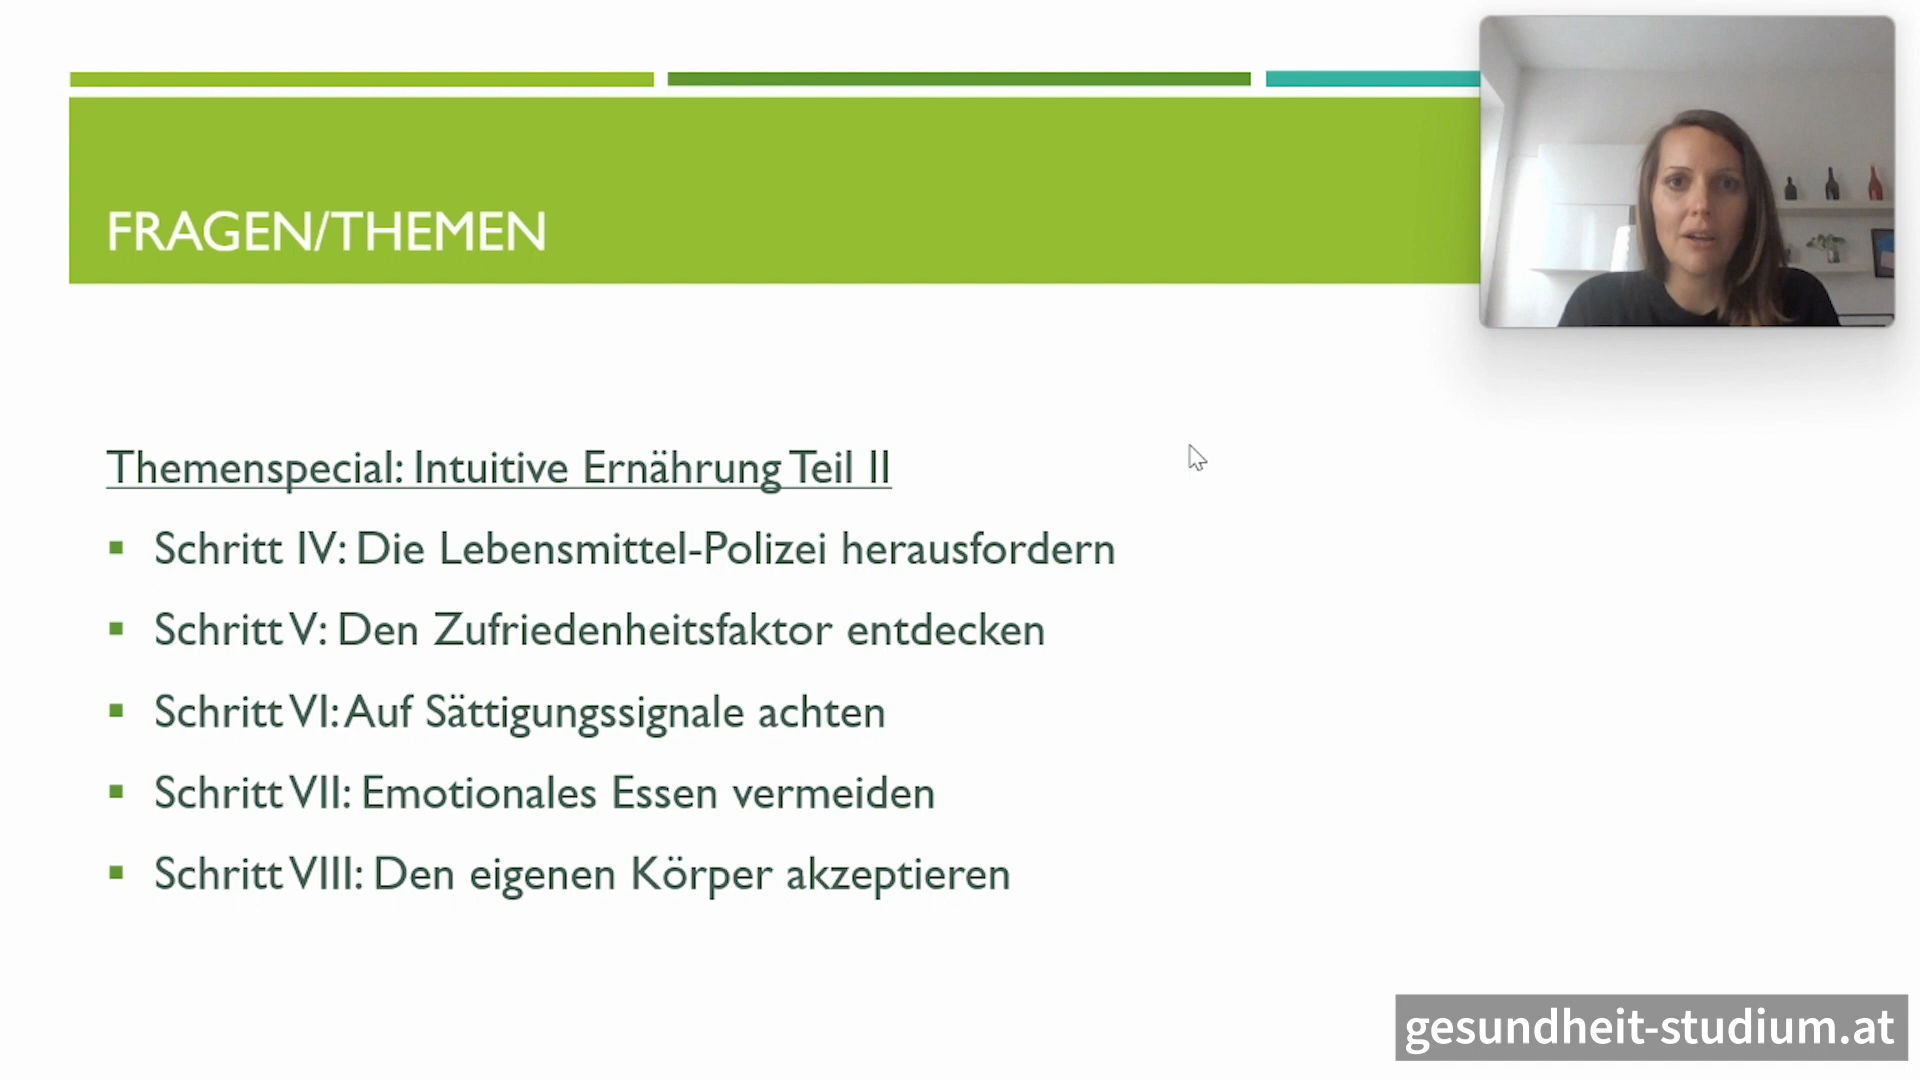 FRAGEN/THEMEN
Themenspecial: Intuitive Ernährung Teil II
Schritt IV: Die Lebensmittel-Polizei herausfordern
Schritt V: Den Zufriedenheitsfaktor entdecken
Schritt VI: Auf Sättigungssignale achten
Schritt VII: Emotionales Essen vermeiden
Schritt VIII: Den eigenen Körper akzeptieren
gesundheit-studium.at